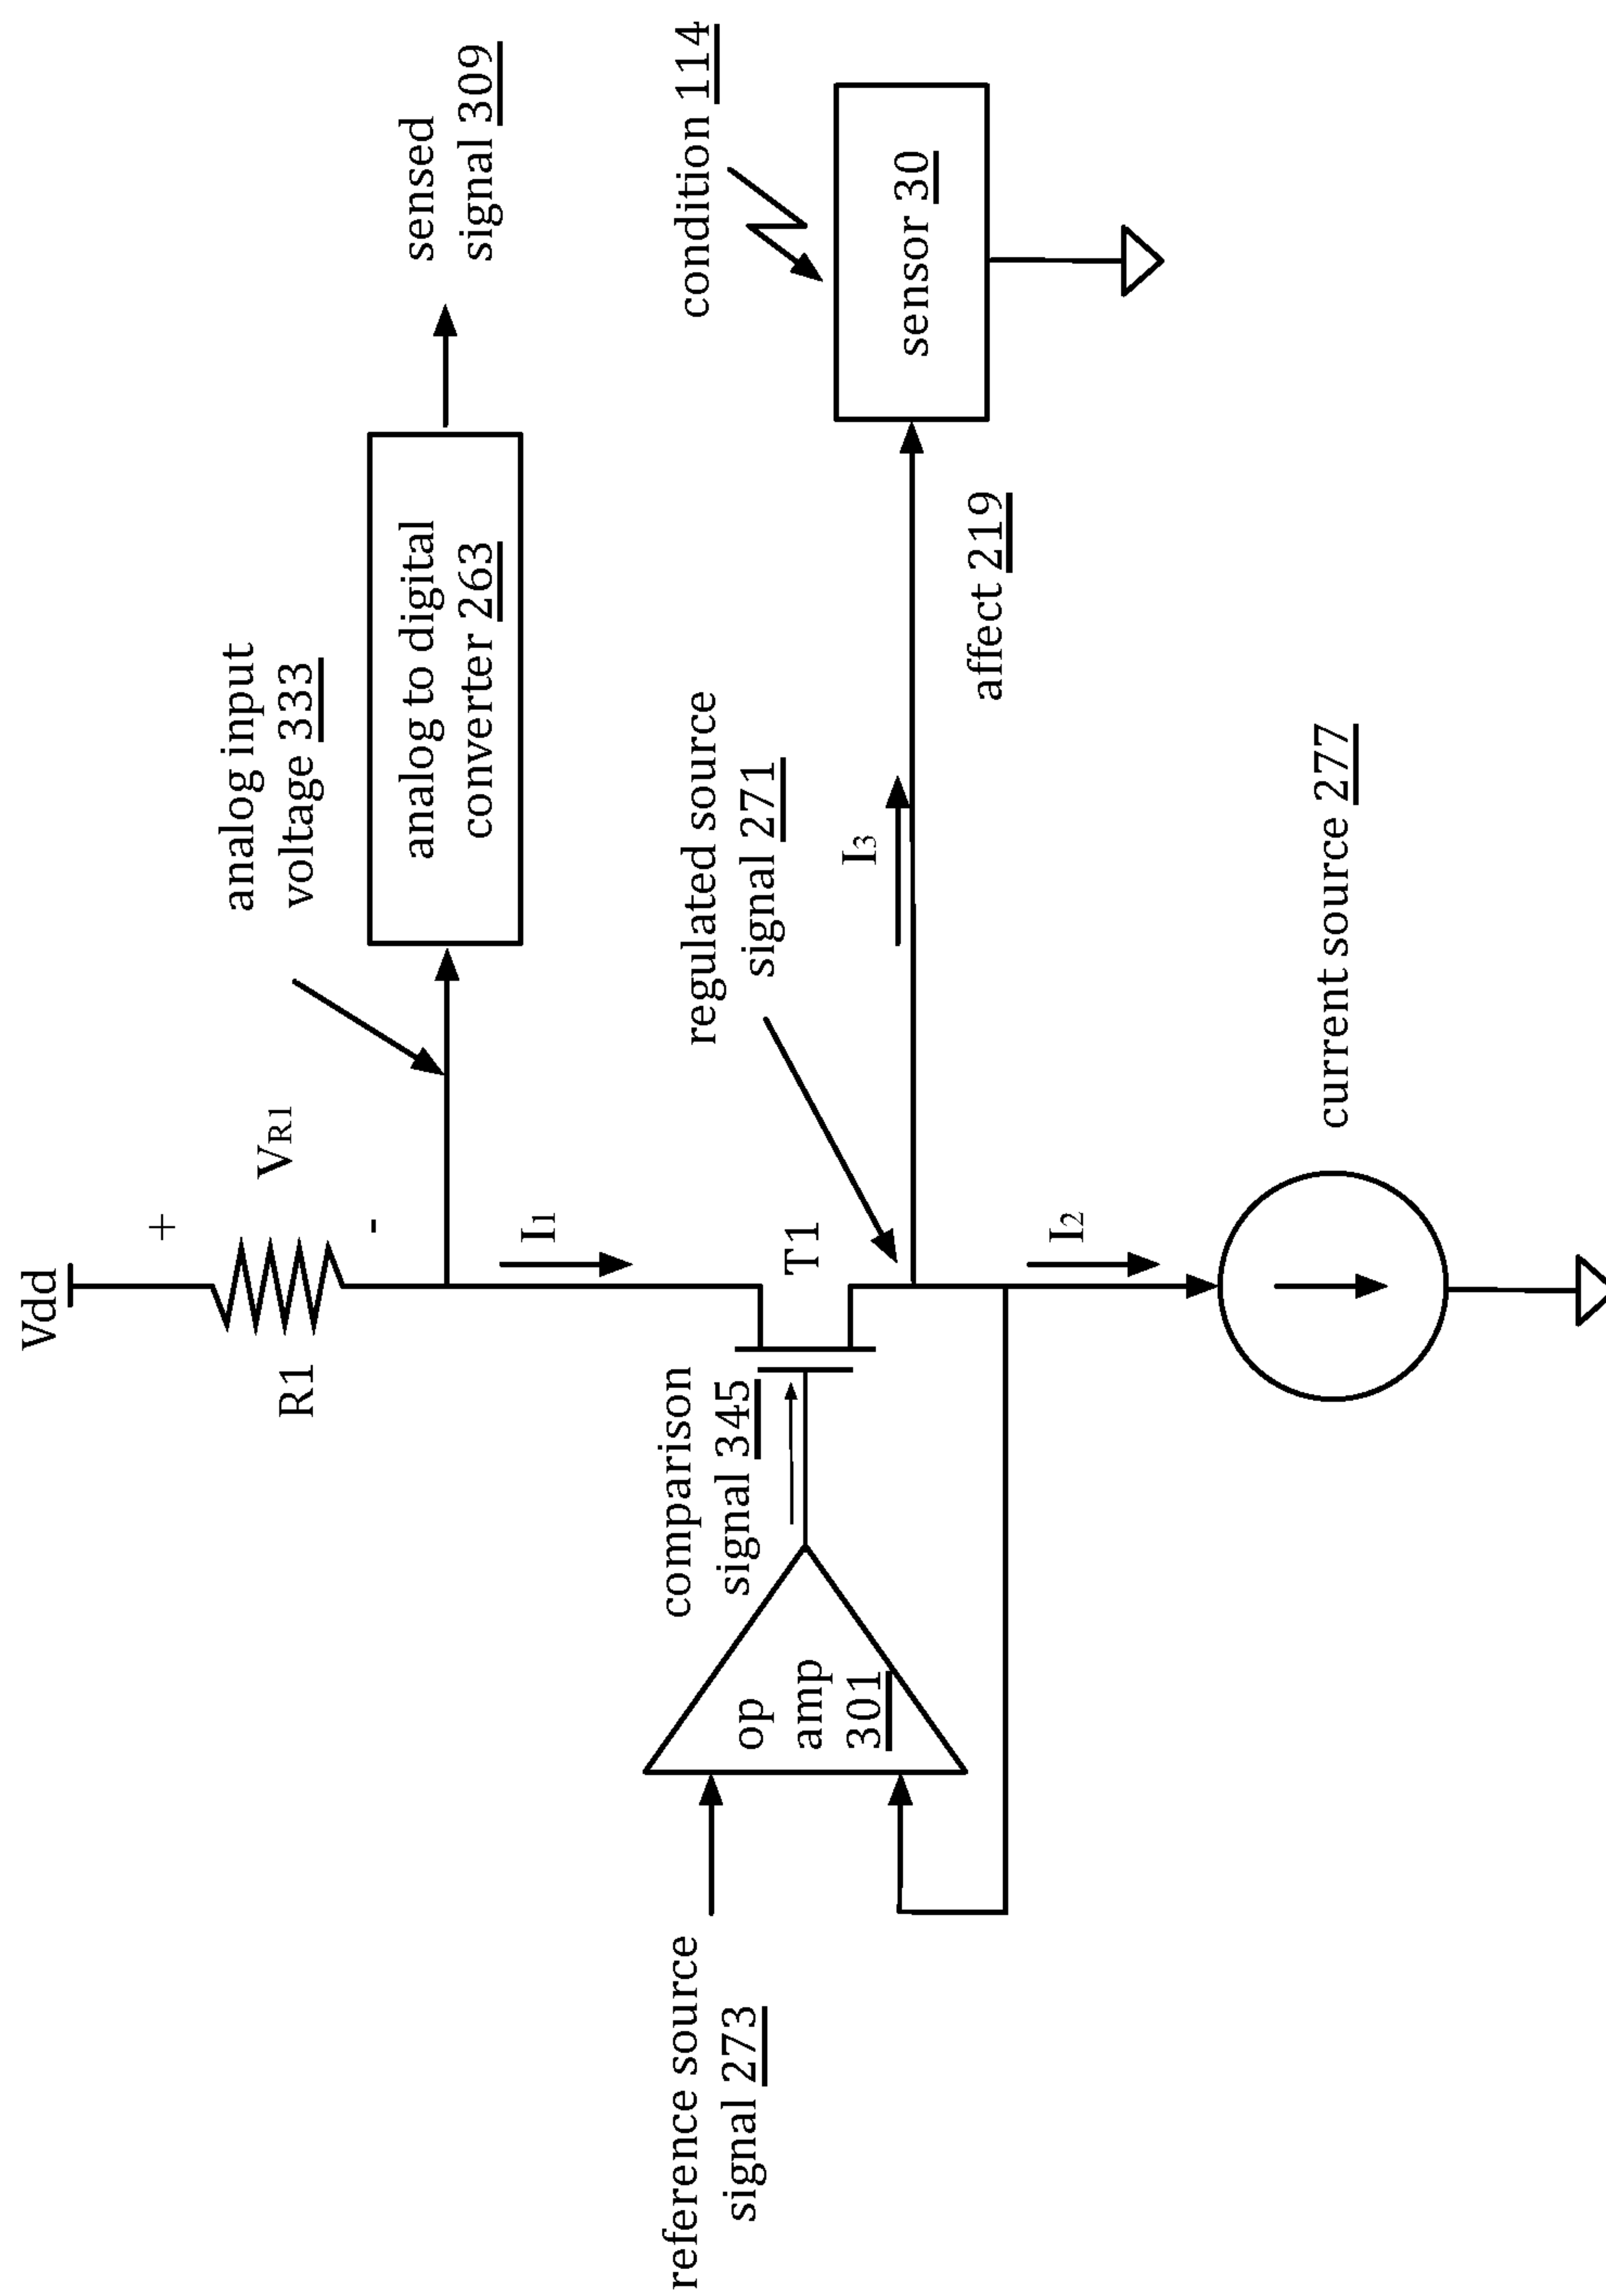 Vdd
+
R1
VR1
-
analog input
voltage 333
analog to digital
converter 263
sensed
signal 309
I1
comparison
signal 345
T1
reference source
signal 273
op
amp
301
regulated source
signal 271
I3
affect 219
condition 114
sensor 30
I2
current source 277